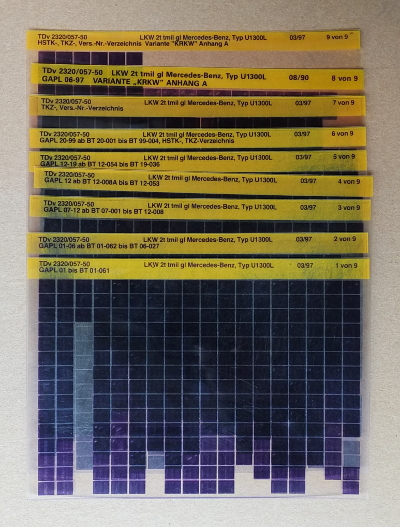 TDv 2320/057-50 LKW 2t tmil gl Mercedes-Benz, Typ U1300L 03/97 9 von 9
HSTK-, TKZ-, Vers.-Nr.-Verzeichnis Variante "KRKW" Anhang A
TDv 2320/057-50 LKW 2t tmil gl Mercedes-Benz, Typ U1300L 08/90 8 von 9
GAPL 06-97 VARIANTE „KRKW" ANHANG A
TDv 2320/057-50 LKW 2t tmil gl Mercedes-Benz, Typ U1300L 03/97 7 von 9
TKZ-, Vers.-Nr.-Verzeichnis
TDv 2320/057-50 LKW 2t tmil gl Mercedes-Benz, Typ U1300L 03/97 6 von 9
GAPL 20-99 ab BT 20-001 bis BT 99-004, HSTK-, TKZ-Verzeichnis
TDv 2320/057-50 LKW 2t tmil gl Mercedes-Benz, Typ U1300L 03/97 5 von 9
GAPL 12-19 ab BT 12-054 bis BT 19-036
TDv 2320/057-50 LKW 2t tmil gl Mercedes-Benz, Typ U1300L 03/97 4 von 9
GAPL 12 ab BT 12-008A bis BT 12-053
TDv 2320/057-50 LKW 2t tmil gl Mercedes-Benz, Typ U1300L 03/97 3 von 9
GAPL 07-12 ab BT 07-001 bis BT 12-008
TDv 2320/057-50 LKW 2t tmil gl Mercedes-Benz, Typ U1300L 03/97 2 von 9
GAPL 01-06 ab BT 01-062 bis BT 06-027
TDv 2320/057-50 LKW 2t tmil gl Mercedes-Benz, Typ U1300L 03/97 1 von 9
GAPL 01 bis BT 01-061